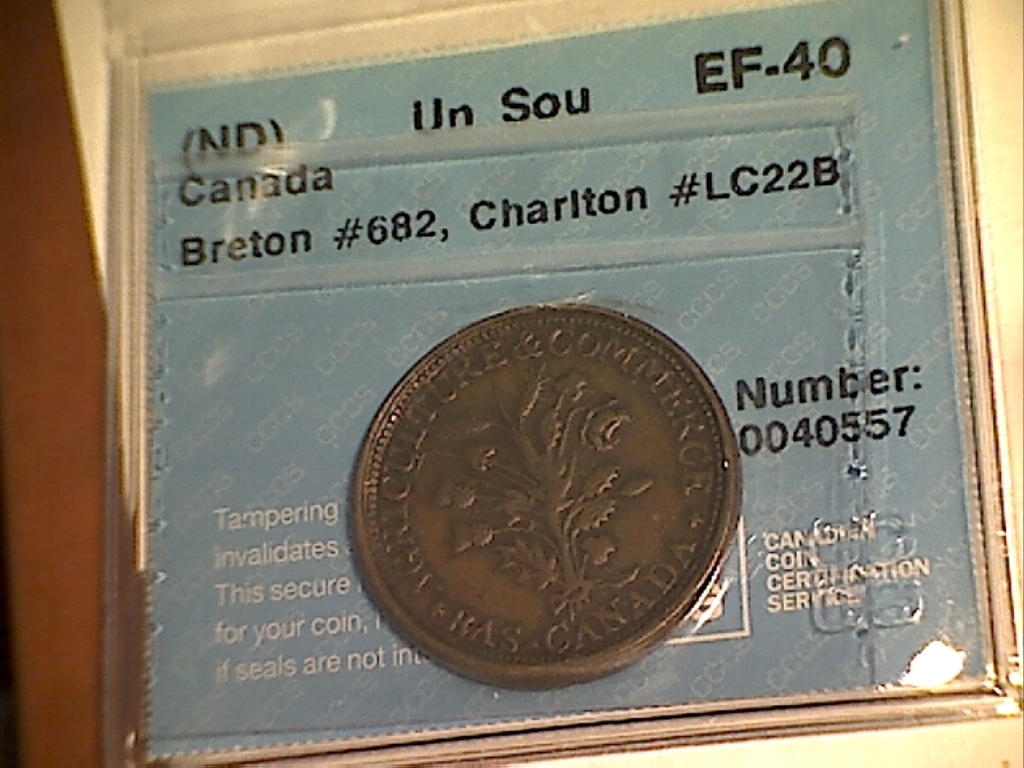 (ND) Un Sou EF-40
Canada
Breton #682, Charlton #LC22B
AGRICULTURE & COMMERCE
BAS-CANADA
Number:
0040557
Tampering
invalidates
This secure
for your coin,
if seals are not
CANADIAN
COIN
CERTIFICATION
SERVICE